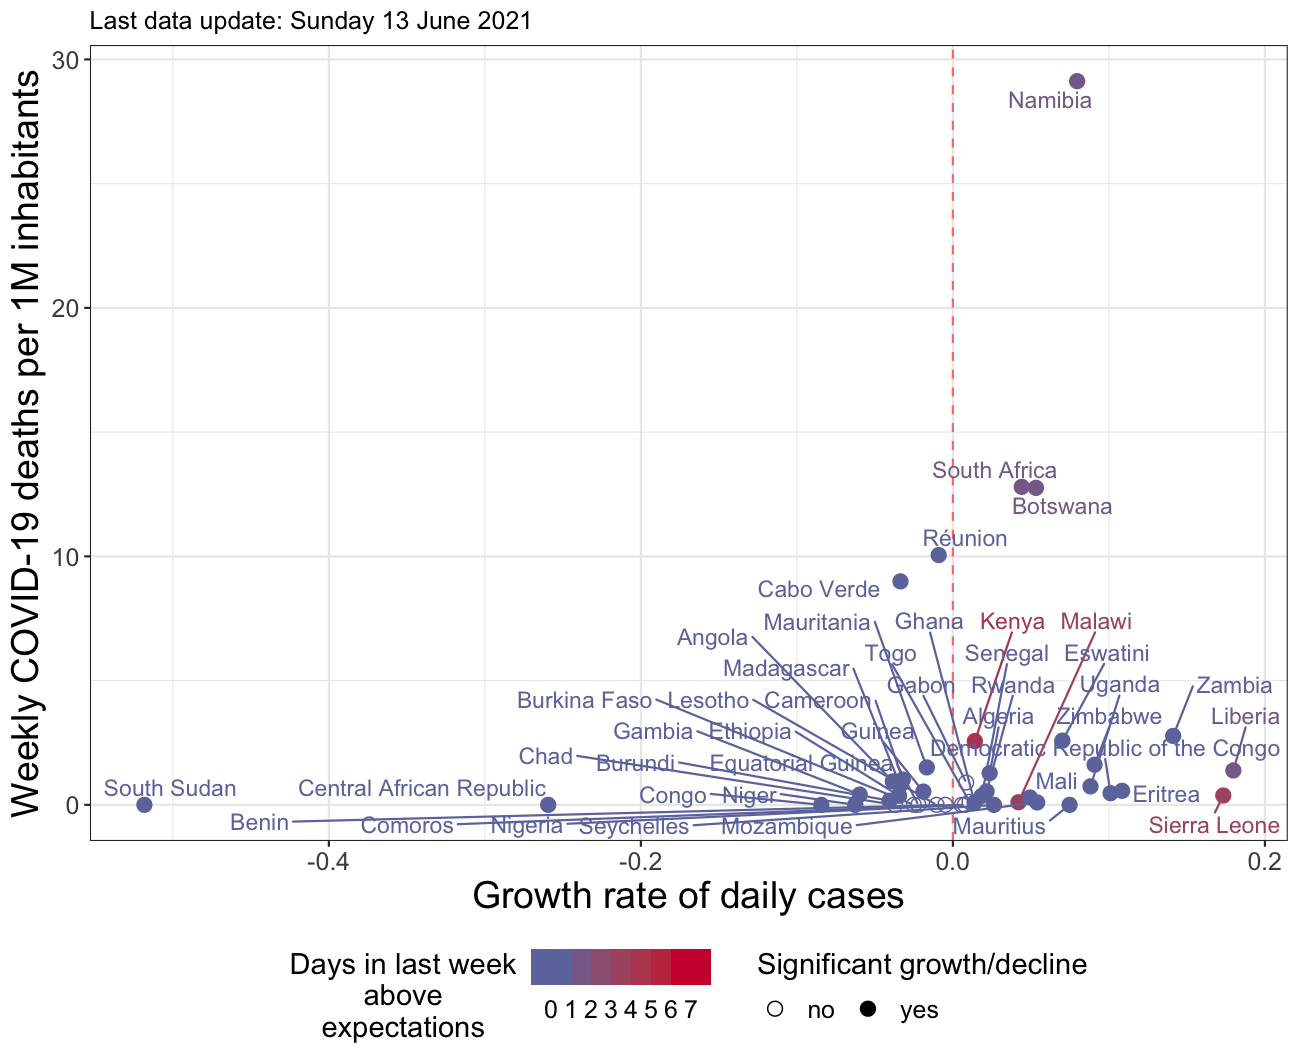 Last data update: Sunday 13 June 2021
Weekly COVID-19 deaths per 1M inhabitants
30
Namibia
20
South Africa
Botswana
Réunion
10
Cabo Verde
Mauritania Ghana Kenya Malawi
Angola
Togo Senegal Eswatini
Madagascar
Gabon Rwanda Uganda Zambia
Burkina Faso Lesotho Cameroon
Algeria Zimbabwe Liberia
Gambia Ethiopia Guinea
Democratic Republic of the Congo
Chad Burundi Equatorial Guinea
Mali
South Sudan Central African Republic
Congo Niger Eritrea
0
Benin Comoros Nigeria Seychelles Mozambique Mauritius Sierra Leone
-0.4 -0.2 0.0 0.2
Growth rate of daily cases
Days in last week
above
expectations
0 1 2 3 4 5 6 7
Significant growth/decline
no yes